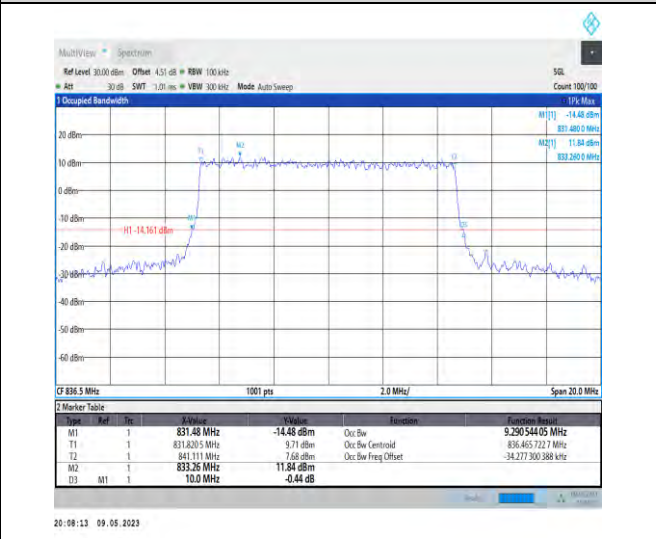 MultiView Spectrum
Ref Level 30.00 dBm Offset 4.51 dB RBW 100 kHz SGL
Att 30 dB SWT 1.01 ms VBW 300 kHz Mode Auto Sweep Count 100/100
1 Occupied Bandwidth 1Pk Max
M1[1] -14.48 dBm
831.480 0 MHz
M2[1] 11.84 dBm
833.260 0 MHz
20 dBm
M2
T1
T2
10 dBm
0 dBm
-10 dBm
M1
D3
H1 -14.161 dBm
-20 dBm
-30 dBm
-40 dBm
-50 dBm
-60 dBm
CF 836.5 MHz 1001 pts 2.0 MHz/ Span 20.0 MHz
2 Marker Table
Type Ref Trc X-Value Y-Value Function Function Result
M1 1 831.48 MHz -14.48 dBm Occ Bw 9.290 544 05 MHz
T1 1 831.820 5 MHz 9.71 dBm Occ Bw Centroid 836.465 722 7 MHz
T2 1 841.111 MHz 7.68 dBm Occ Bw Freq Offset -34.277 300 388 kHz
M2 1 833.26 MHz 11.84 dBm
D3 M1 1 10.0 MHz -0.44 dB
20:08:13 09.05.2023